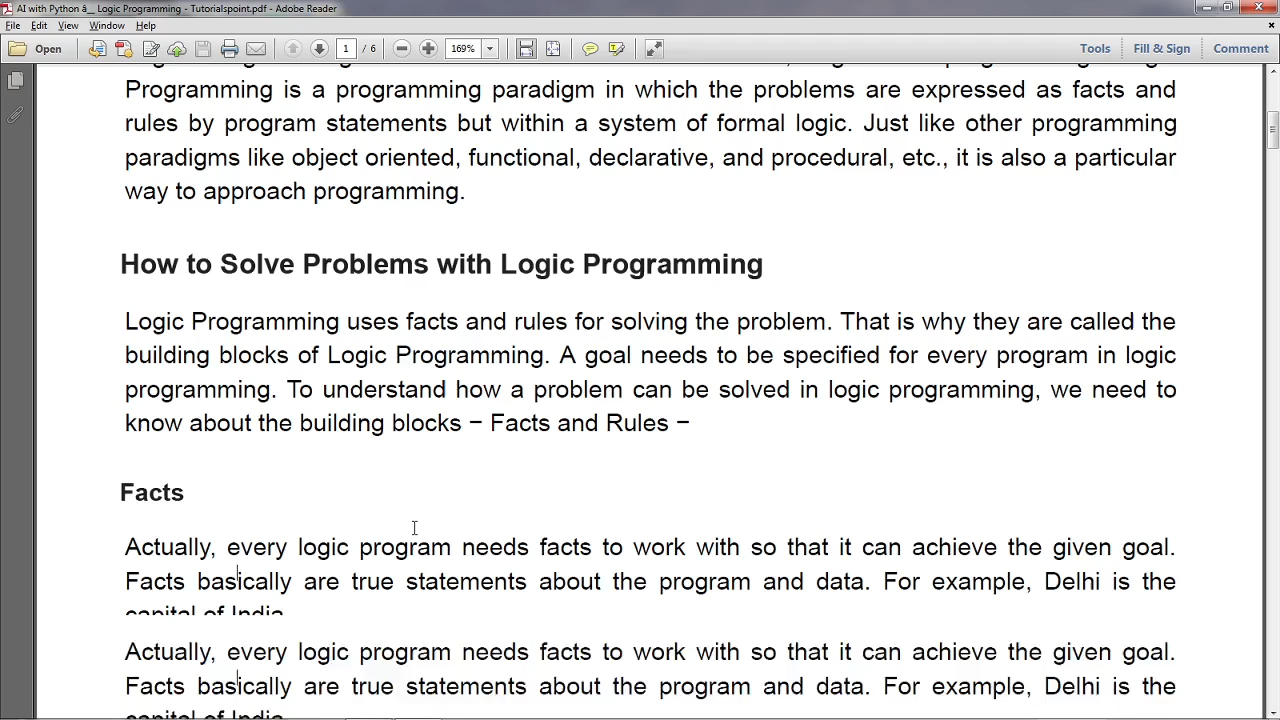 AI with Python â__ Logic Programming - Tutorialspoint.pdf - Adobe Reader
File Edit View Window Help
Open 1 / 6 169% Tools Fill & Sign Comment
Programming is a programming paradigm in which the problems are expressed as facts and
rules by program statements but within a system of formal logic. Just like other programming
paradigms like object oriented, functional, declarative, and procedural, etc., it is also a particular
way to approach programming.
How to Solve Problems with Logic Programming
Logic Programming uses facts and rules for solving the problem. That is why they are called the
building blocks of Logic Programming. A goal needs to be specified for every program in logic
programming. To understand how a problem can be solved in logic programming, we need to
know about the building blocks − Facts and Rules −
Facts
Actually, every logic program needs facts to work with so that it can achieve the given goal.
Facts basically are true statements about the program and data. For example, Delhi is the
capital of India
Actually, every logic program needs facts to work with so that it can achieve the given goal.
Facts basically are true statements about the program and data. For example, Delhi is the
capital of India